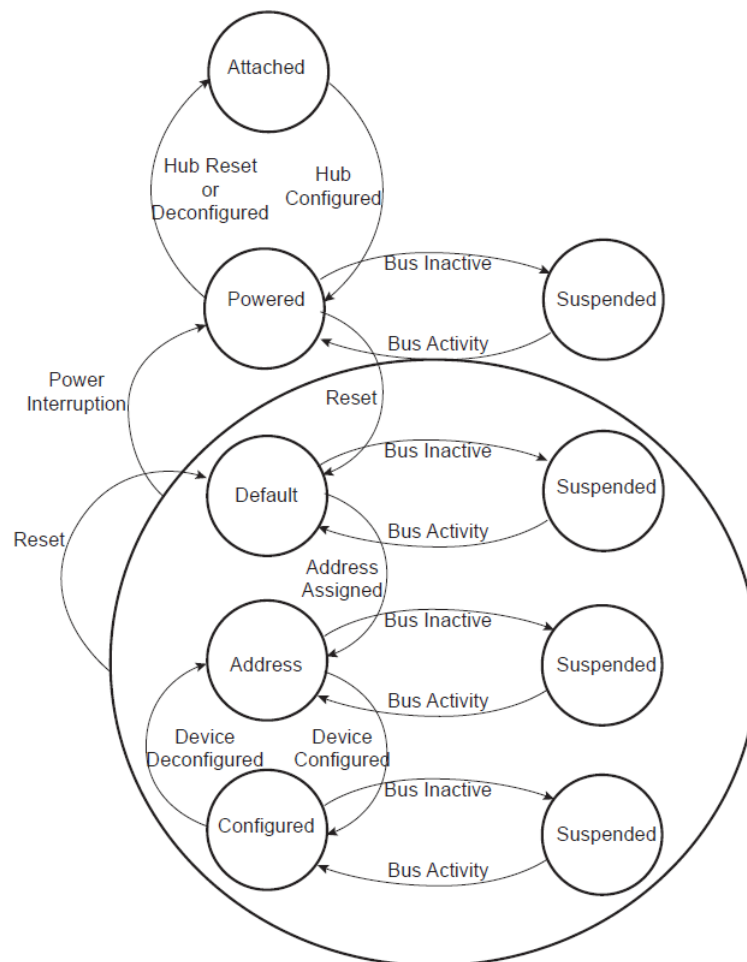 Attached
Hub Reset
or
Deconfigured
Hub
Configured
Bus Inactive
Powered
Suspended
Bus Activity
Power
Interruption
Reset
Bus Inactive
Default
Suspended
Bus Activity
Reset
Address
Assigned
Bus Inactive
Address
Suspended
Bus Activity
Device
Deconfigured
Device
Configured
Bus Inactive
Configured
Suspended
Bus Activity